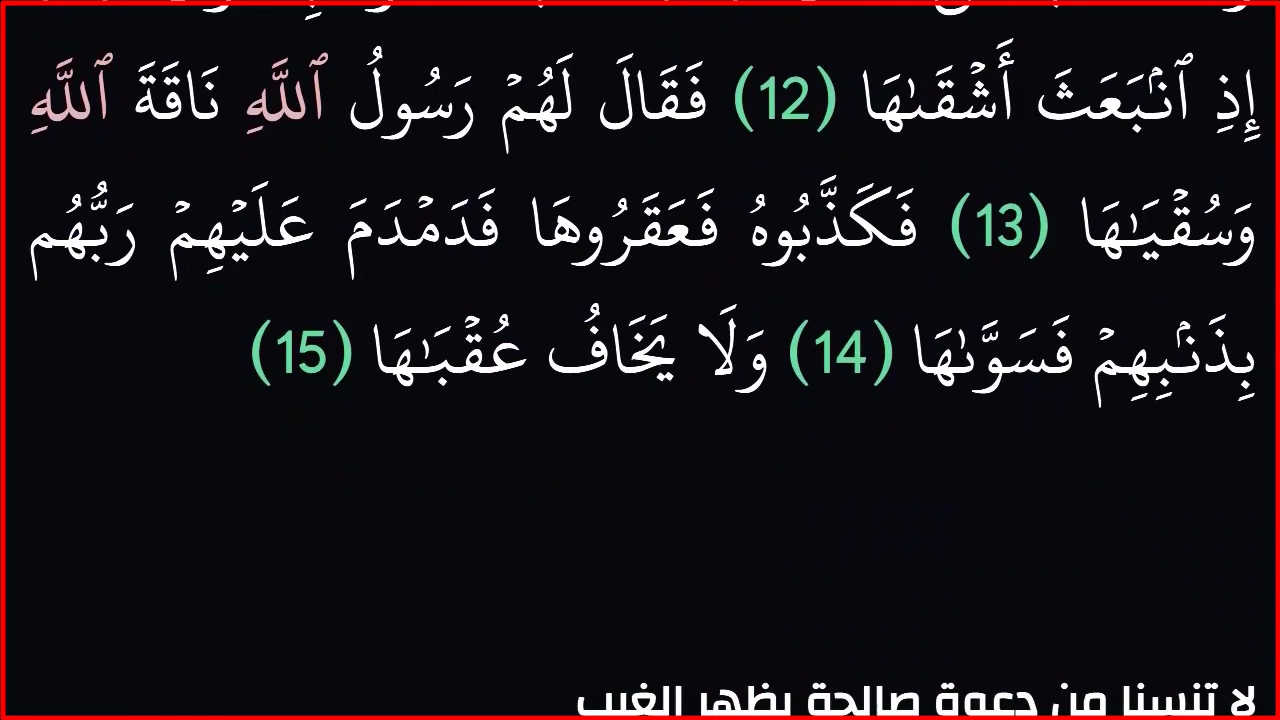 إِذِ ٱنۢبَعَثَ أَشْقَىٰهَا (12) فَقَالَ لَهُمْ رَسُولُ ٱللَّهِ نَاقَةَ ٱللَّهِ
وَسُقْيَـٰهَا (13) فَكَذَّبُوهُ فَعَقَرُوهَا فَدَمْدَمَ عَلَيْهِمْ رَبُّهُم
بِذَنۢبِهِمْ فَسَوَّىٰهَا (14) وَلَا يَخَافُ عُقْبَـٰهَا (15)
لا تنسنا من دعوة صالحة بظهر الغيب